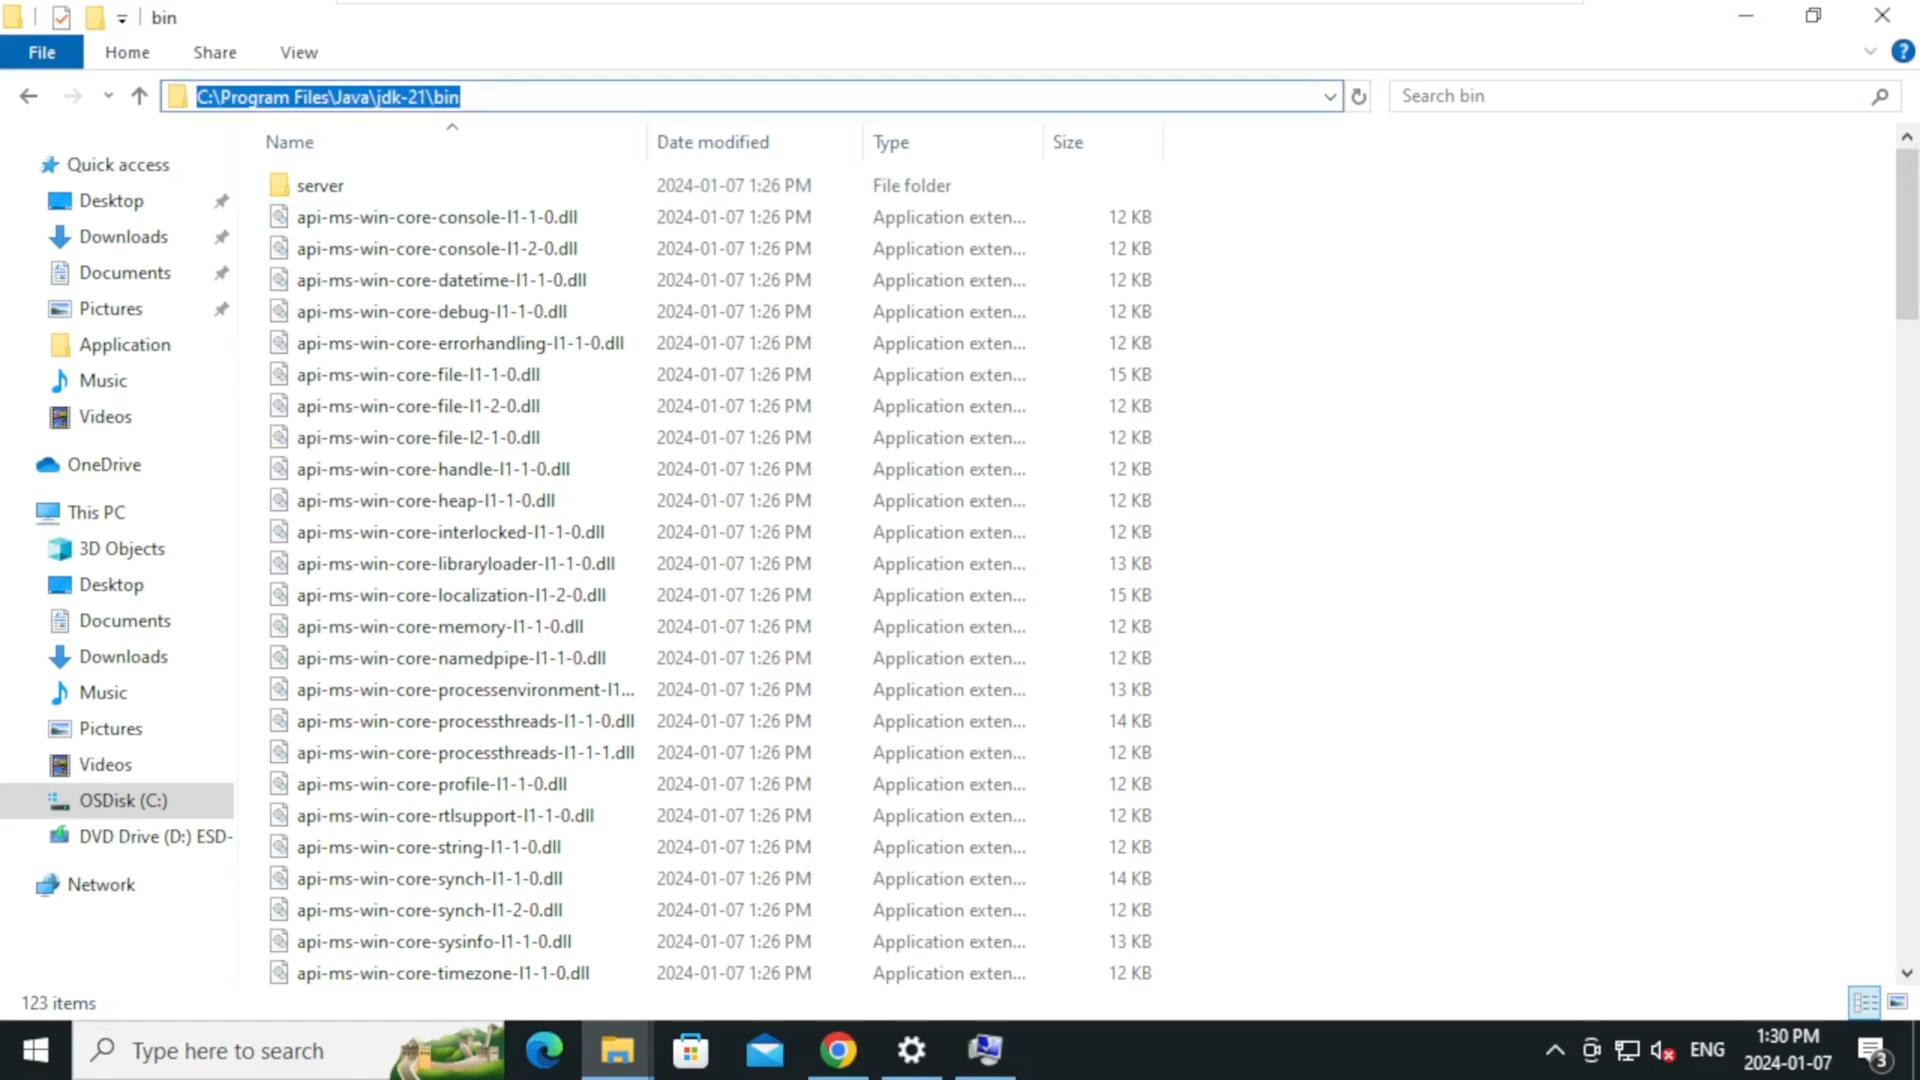 bin
File Home Share View
C:\Program Files\Java\jdk-21\bin Search bin
Name Date modified Type Size
Quick access
Desktop
Downloads
Documents
Pictures
Application
Music
Videos
OneDrive
This PC
3D Objects
Desktop
Documents
Downloads
Music
Pictures
Videos
OSDisk (C:)
DVD Drive (D:) ESD-
Network
server 2024-01-07 1:26 PM File folder
api-ms-win-core-console-l1-1-0.dll 2024-01-07 1:26 PM Application exten... 12 KB
api-ms-win-core-console-l1-2-0.dll 2024-01-07 1:26 PM Application exten... 12 KB
api-ms-win-core-datetime-l1-1-0.dll 2024-01-07 1:26 PM Application exten... 12 KB
api-ms-win-core-debug-l1-1-0.dll 2024-01-07 1:26 PM Application exten... 12 KB
api-ms-win-core-errorhandling-l1-1-0.dll 2024-01-07 1:26 PM Application exten... 12 KB
api-ms-win-core-file-l1-1-0.dll 2024-01-07 1:26 PM Application exten... 15 KB
api-ms-win-core-file-l1-2-0.dll 2024-01-07 1:26 PM Application exten... 12 KB
api-ms-win-core-file-l2-1-0.dll 2024-01-07 1:26 PM Application exten... 12 KB
api-ms-win-core-handle-l1-1-0.dll 2024-01-07 1:26 PM Application exten... 12 KB
api-ms-win-core-heap-l1-1-0.dll 2024-01-07 1:26 PM Application exten... 12 KB
api-ms-win-core-interlocked-l1-1-0.dll 2024-01-07 1:26 PM Application exten... 12 KB
api-ms-win-core-libraryloader-l1-1-0.dll 2024-01-07 1:26 PM Application exten... 13 KB
api-ms-win-core-localization-l1-2-0.dll 2024-01-07 1:26 PM Application exten... 15 KB
api-ms-win-core-memory-l1-1-0.dll 2024-01-07 1:26 PM Application exten... 12 KB
api-ms-win-core-namedpipe-l1-1-0.dll 2024-01-07 1:26 PM Application exten... 12 KB
api-ms-win-core-processenvironment-l1... 2024-01-07 1:26 PM Application exten... 13 KB
api-ms-win-core-processthreads-l1-1-0.dll 2024-01-07 1:26 PM Application exten... 14 KB
api-ms-win-core-processthreads-l1-1-1.dll 2024-01-07 1:26 PM Application exten... 12 KB
api-ms-win-core-profile-l1-1-0.dll 2024-01-07 1:26 PM Application exten... 12 KB
api-ms-win-core-rtlsupport-l1-1-0.dll 2024-01-07 1:26 PM Application exten... 12 KB
api-ms-win-core-string-l1-1-0.dll 2024-01-07 1:26 PM Application exten... 12 KB
api-ms-win-core-synch-l1-1-0.dll 2024-01-07 1:26 PM Application exten... 14 KB
api-ms-win-core-synch-l1-2-0.dll 2024-01-07 1:26 PM Application exten... 12 KB
api-ms-win-core-sysinfo-l1-1-0.dll 2024-01-07 1:26 PM Application exten... 13 KB
api-ms-win-core-timezone-l1-1-0.dll 2024-01-07 1:26 PM Application exten... 12 KB
123 items
Type here to search
ENG
1:30 PM
2024-01-07
3